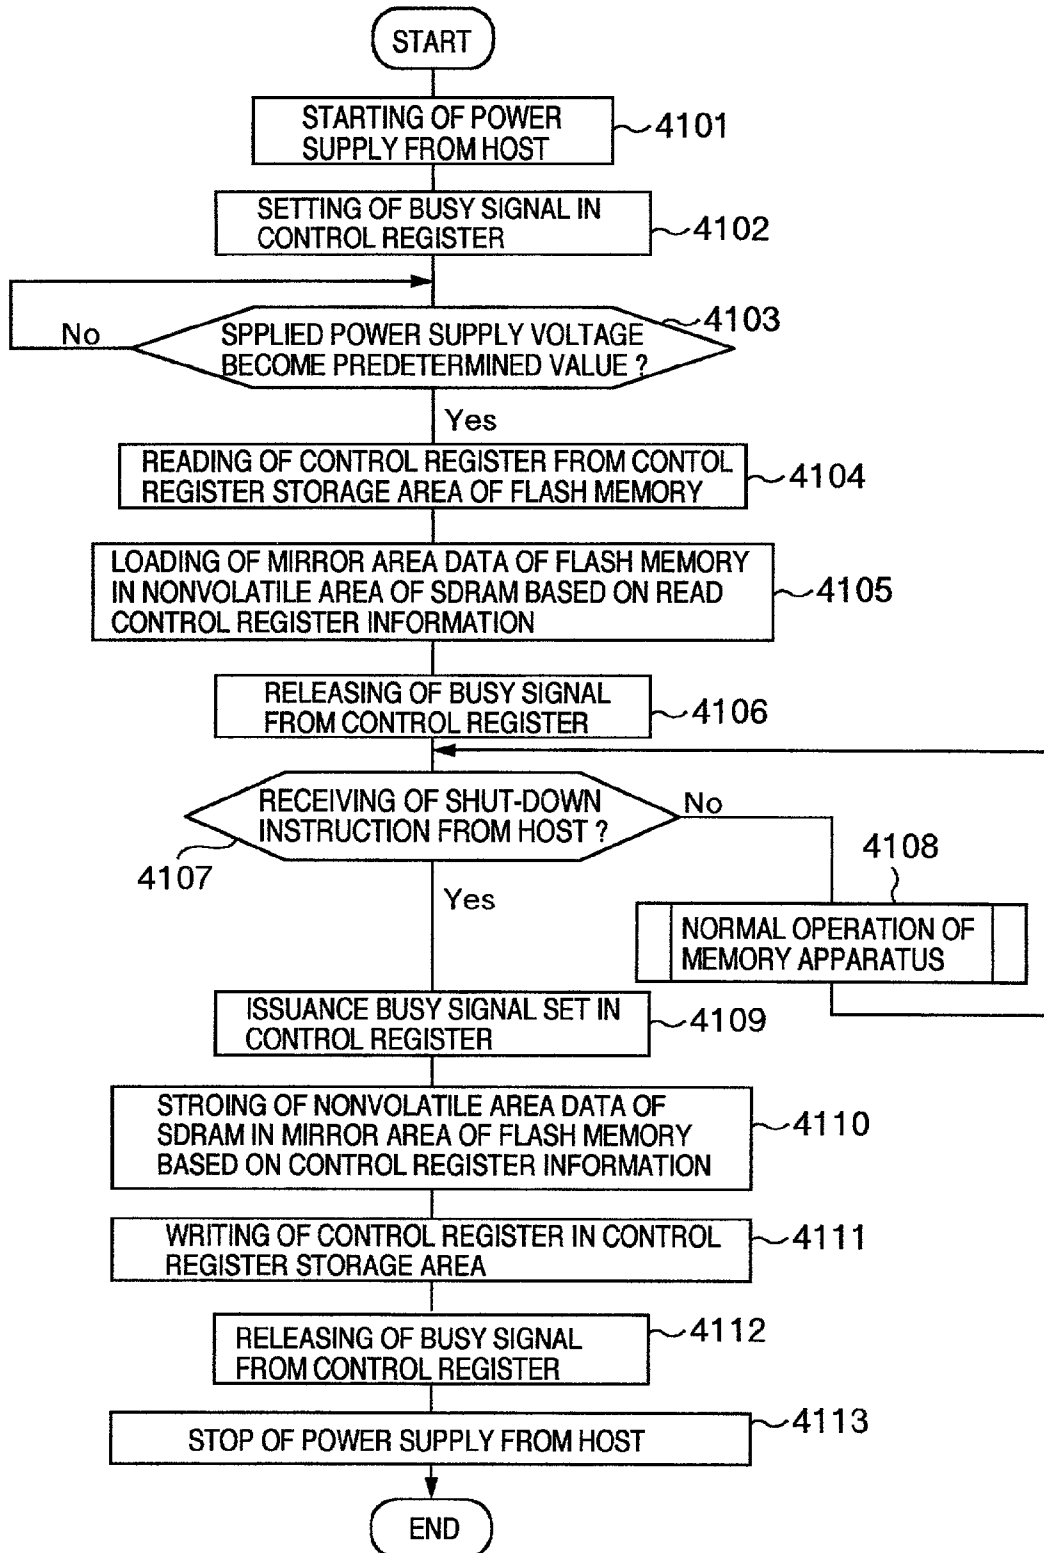 START
STARTING OF POWER
SUPPLY FROM HOST
4101
SETTING OF BUSY SIGNAL IN
CONTROL REGISTER
4102
No
SPPLIED POWER SUPPLY VOLTAGE
BECOME PREDETERMINED VALUE ?
4103
Yes
READING OF CONTROL REGISTER FROM CONTOL
REGISTER STORAGE AREA OF FLASH MEMORY
4104
LOADING OF MIRROR AREA DATA OF FLASH MEMORY
IN NONVOLATILE AREA OF SDRAM BASED ON READ
CONTROL REGISTER INFORMATION
4105
RELEASING OF BUSY SIGNAL
FROM CONTROL REGISTER
4106
RECEIVING OF SHUT-DOWN
INSTRUCTION FROM HOST ?
No
4107
Yes
4108
NORMAL OPERATION OF
MEMORY APPARATUS
ISSUANCE BUSY SIGNAL SET IN
CONTROL REGISTER
4109
STROING OF NONVOLATILE AREA DATA OF
SDRAM IN MIRROR AREA OF FLASH MEMORY
BASED ON CONTROL REGISTER INFORMATION
4110
WRITING OF CONTROL REGISTER IN CONTROL
REGISTER STORAGE AREA
4111
RELEASING OF BUSY SIGNAL
FROM CONTROL REGISTER
4112
STOP OF POWER SUPPLY FROM HOST
4113
END